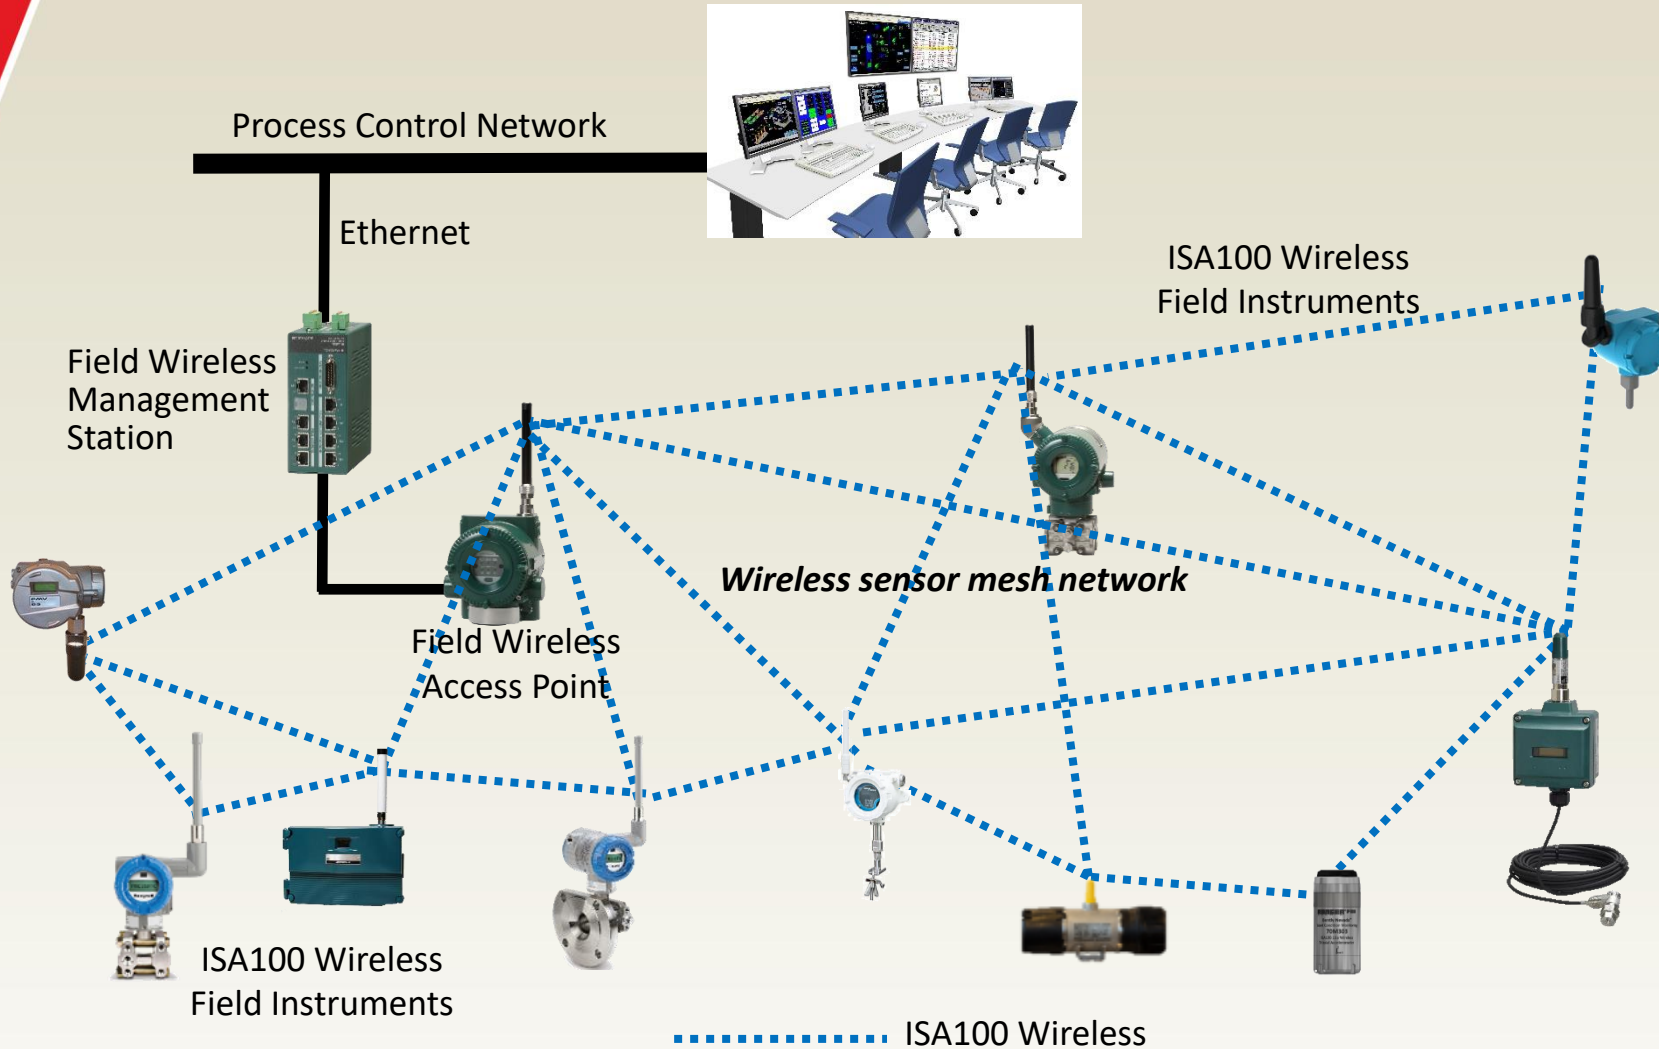 Process Control Network
Ethernet
ISA100 Wireless
Field Instruments
Field Wireless
Management
Station
Wireless sensor mesh network
Field Wireless
Access Point
ISA100 Wireless
Field Instruments
ISA100 Wireless